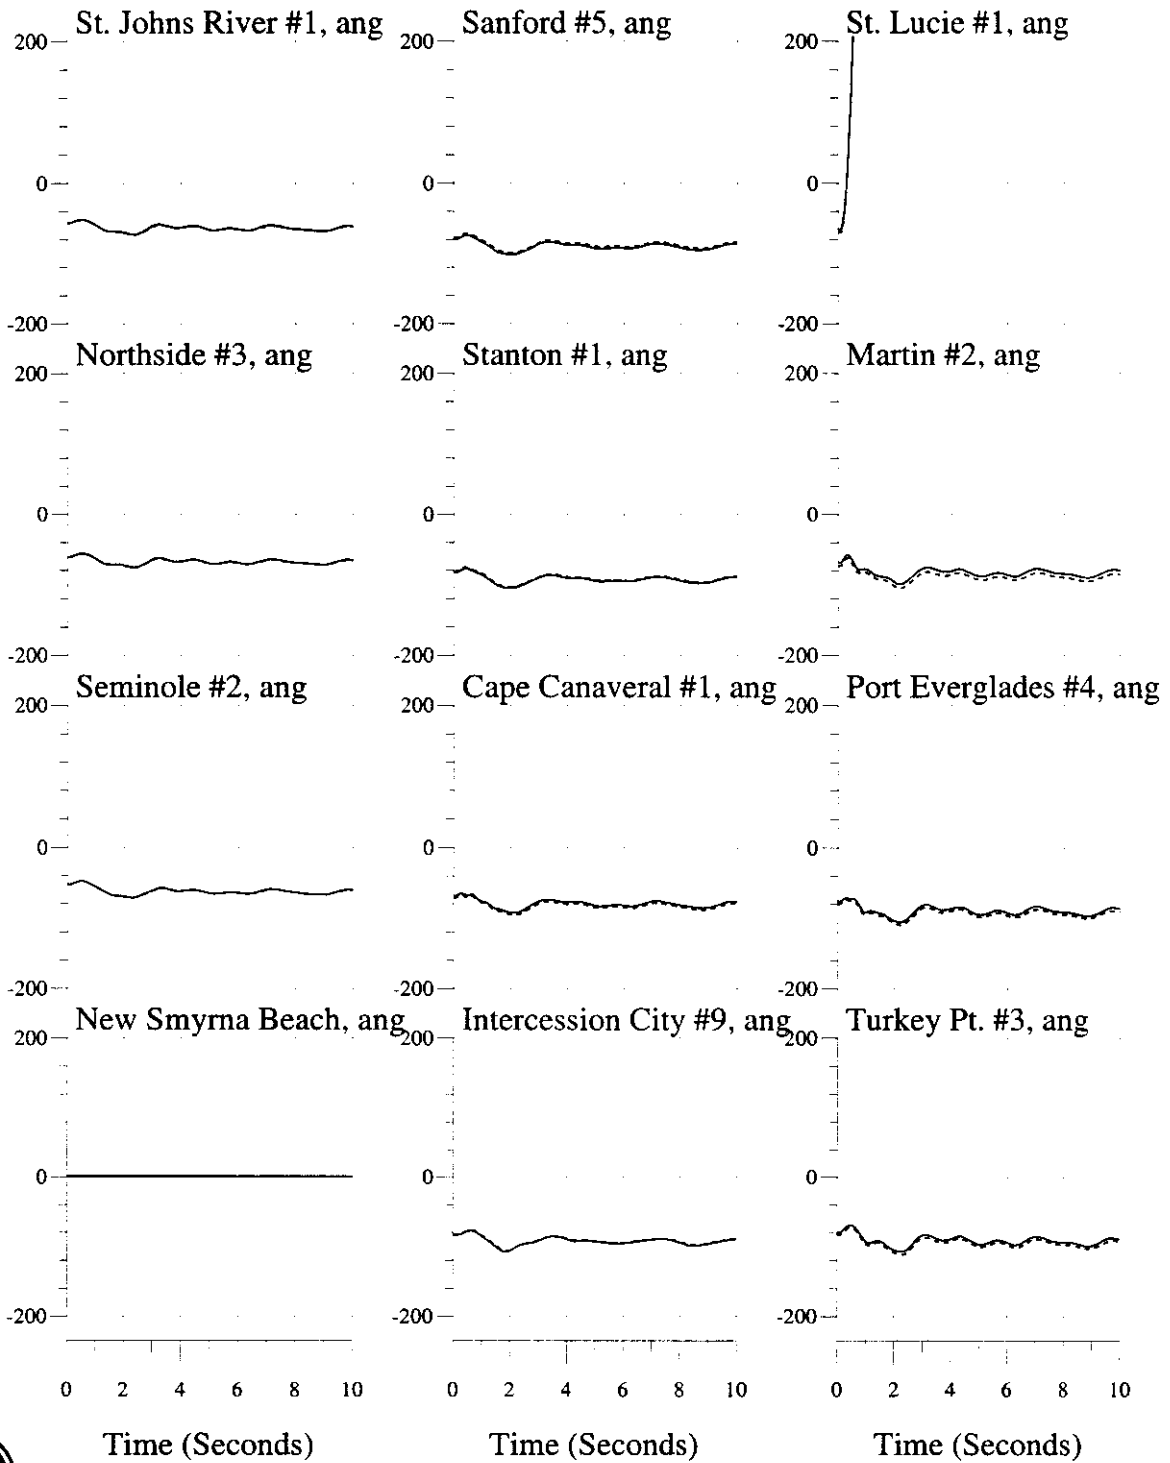 St. Johns River #1, ang
200
0
-200
Sanford #5, ang
200
0
-200
St. Lucie #1, ang
200
0
-200
Northside #3, ang
200
0
-200
Stanton #1, ang
200
0
-200
Martin #2, ang
200
0
-200
Seminole #2, ang
200
0
-200
Cape Canaveral #1, ang
200
0
-200
Port Everglades #4, ang
200
0
-200
New Smyrna Beach, ang
200
0
-200
0 2 4 6 8 10
Time (Seconds)
Intercession City #9, ang
200
0
-200
0 2 4 6 8 10
Time (Seconds)
Turkey Pt. #3, ang
200
0
-200
0 2 4 6 8 10
Time (Seconds)